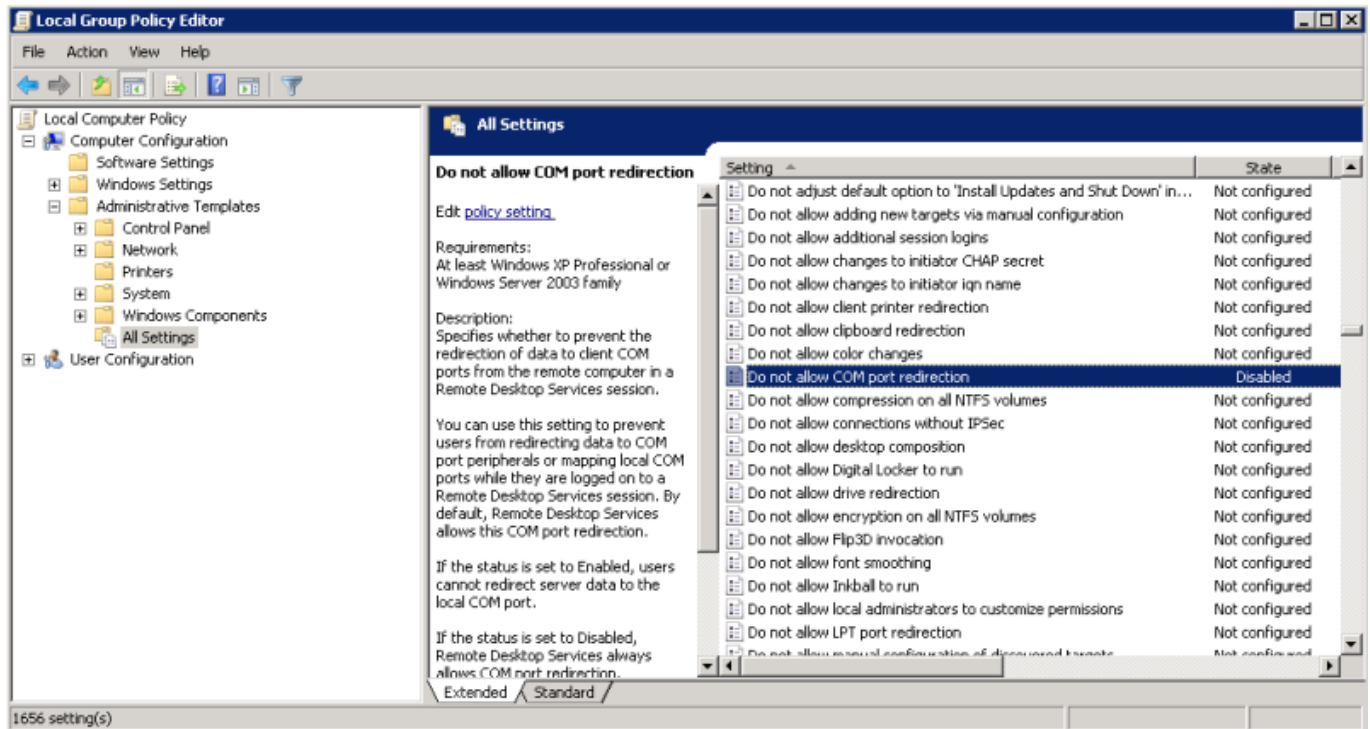 Local Group Policy Editor
File Action View Help
Local Computer Policy
Computer Configuration
Software Settings
Windows Settings
Administrative Templates
Control Panel
Network
Printers
System
Windows Components
All Settings
User Configuration
All Settings
Do not allow COM port redirection
Edit policy setting
Requirements:
At least Windows XP Professional or
Windows Server 2003 family
Description:
Specifies whether to prevent the
redirection of data to client COM
ports from the remote computer in a
Remote Desktop Services session.
You can use this setting to prevent
users from redirecting data to COM
port peripherals or mapping local COM
ports while they are logged on to a
Remote Desktop Services session. By
default, Remote Desktop Services
allows this COM port redirection.
If the status is set to Enabled, users
cannot redirect server data to the
local COM port.
If the status is set to Disabled,
Remote Desktop Services always
allows COM port redirection.
Setting State
Do not adjust default option to 'Install Updates and Shut Down' in... Not configured
Do not allow adding new targets via manual configuration Not configured
Do not allow additional session logins Not configured
Do not allow changes to initiator CHAP secret Not configured
Do not allow changes to initiator iqn name Not configured
Do not allow client printer redirection Not configured
Do not allow clipboard redirection Not configured
Do not allow color changes Not configured
Do not allow COM port redirection Disabled
Do not allow compression on all NTFS volumes Not configured
Do not allow connections without IPSec Not configured
Do not allow desktop composition Not configured
Do not allow Digital Locker to run Not configured
Do not allow drive redirection Not configured
Do not allow encryption on all NTFS volumes Not configured
Do not allow Flip3D invocation Not configured
Do not allow font smoothing Not configured
Do not allow Inkball to run Not configured
Do not allow local administrators to customize permissions Not configured
Do not allow LPT port redirection Not configured
Do not allow manual configuration of discovered targets Not configured
Extended Standard
1656 setting(s)